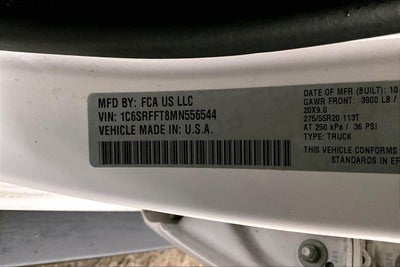 MFD BY: FCA US LLC
VIN: 1C6SRFFT8MN556544
VEHICLE MADE IN: U.S.A.
DATE OF MFR (BUILT): 10
GAWR FRONT: 3900 LB /
20X9.0
275/55R20 113T
AT 250 kPa / 36 PSI
TYPE: TRUCK
THIS VEHICLE CONFO
STANDARDS IN EF